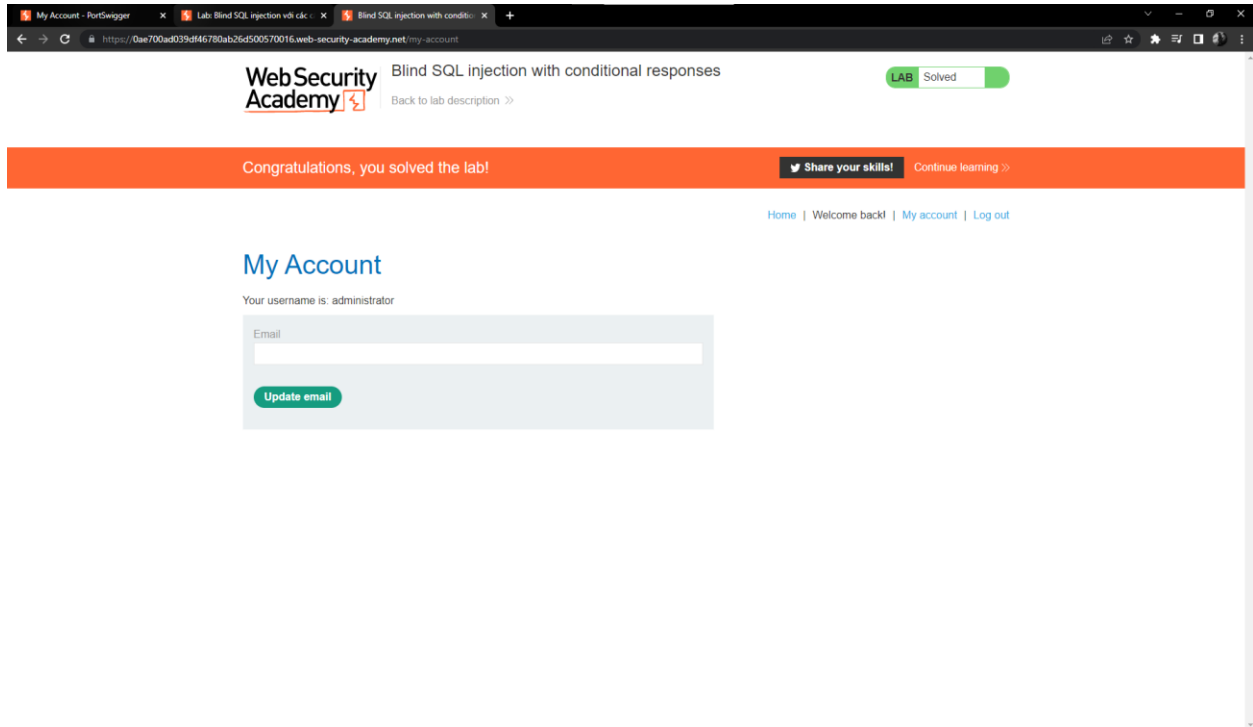 My Account - PortSwigger
Lab: Blind SQL injection với các c
Blind SQL injection with conditio
https://0ae700ad039df46780ab26d500570016.web-security-academy.net/my-account
WebSecurity
Academy
Blind SQL injection with conditional responses
Back to lab description
LAB Solved
Congratulations, you solved the lab!
Share your skills!
Continue learning
Home | Welcome back! | My account | Log out
My Account
Your username is: administrator
Email
Update email